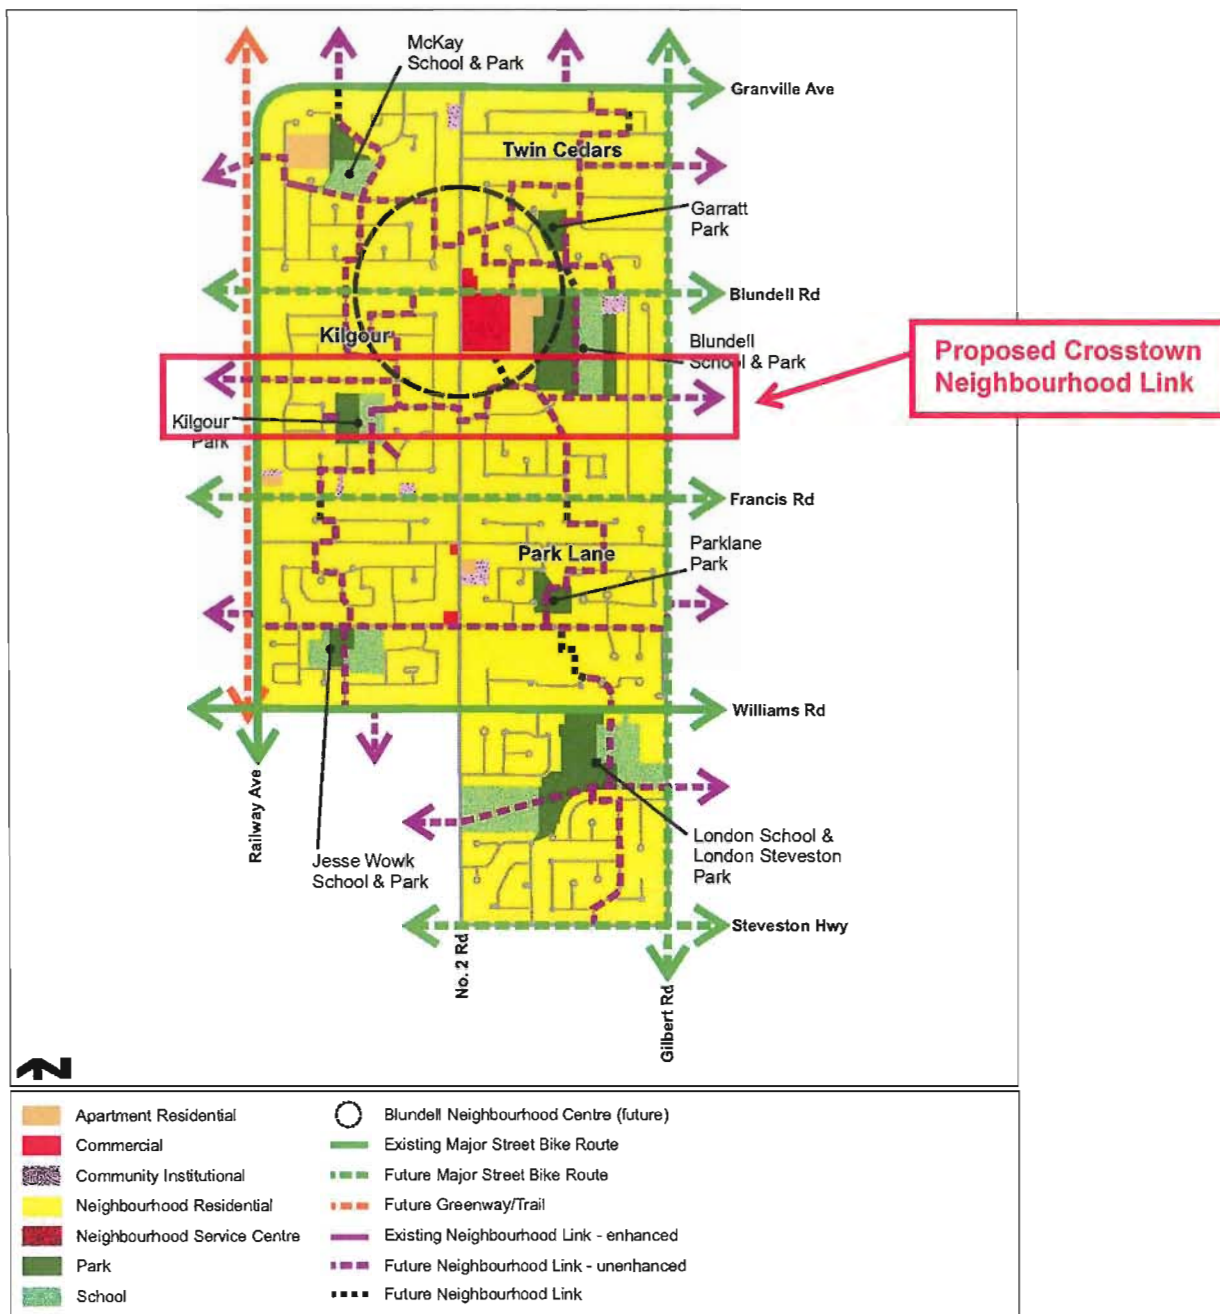 McKay
School & Park
Granville Ave
Twin Cedars
Garratt
Park
Blundell Rd
Kilgour
Blundell
School & Park
Proposed Crosstown
Neighbourhood Link
Kilgour
Park
Francis Rd
Park Lane
Parklane
Park
Williams Rd
Railway Ave
Jesse Wowk
School & Park
London School &
London Steveston
Park
No. 2 Rd
Steveston Hwy
Gilbert Rd
N
Apartment Residential
Commercial
Community Institutional
Neighbourhood Residential
Neighbourhood Service Centre
Park
School
Blundell Neighbourhood Centre (future)
Existing Major Street Bike Route
Future Major Street Bike Route
Future Greenway/Trail
Existing Neighbourhood Link - enhanced
Future Neighbourhood Link - unenhanced
Future Neighbourhood Link